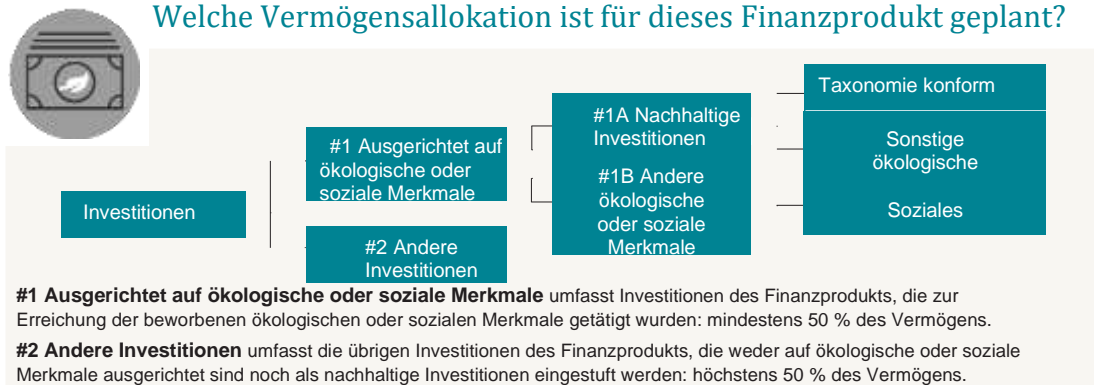 Welche Vermögensallokation ist für dieses Finanzprodukt geplant?
Investitionen
#1 Ausgerichtet auf
ökologische oder
soziale Merkmale
#2 Andere
Investitionen
#1A Nachhaltige
Investitionen
#1B Andere
ökologische
oder soziale
Merkmale
Taxonomie konform
Sonstige
ökologische
Soziales
#1 Ausgerichtet auf ökologische oder soziale Merkmale umfasst Investitionen des Finanzprodukts, die zur
Erreichung der beworbenen ökologischen oder sozialen Merkmale getätigt wurden: mindestens 50 % des Vermögens.
#2 Andere Investitionen umfasst die übrigen Investitionen des Finanzprodukts, die weder auf ökologische oder soziale
Merkmale ausgerichtet sind noch als nachhaltige Investitionen eingestuft werden: höchstens 50 % des Vermögens.